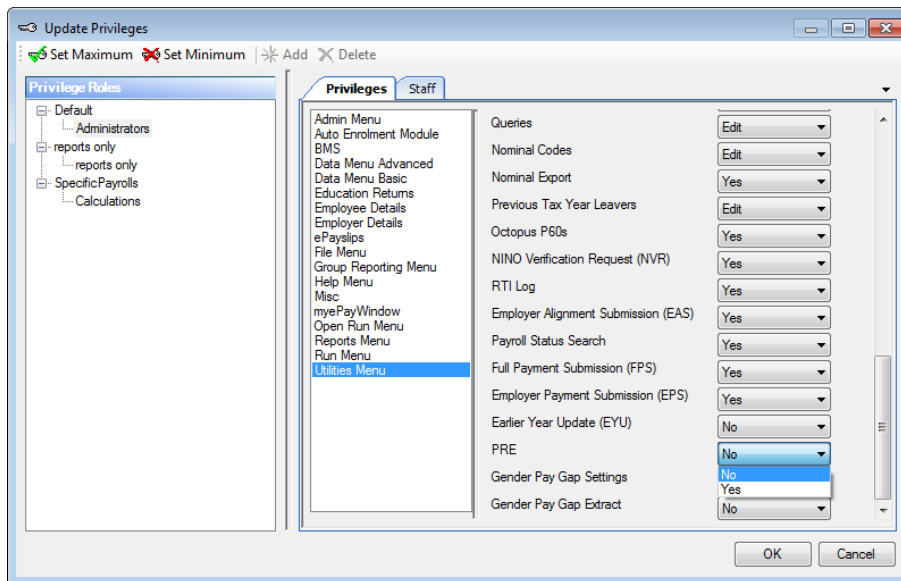 Update Privileges
Set Maximum Set Minimum Add Delete
Privilege Roles
Default
Administrators
reports only
reports only
SpecificPayrolls
Calculations
Privileges Staff
Admin Menu
Auto Enrolment Module
BMS
Data Menu Advanced
Data Menu Basic
Education Returns
Employee Details
Employer Details
ePayslips
File Menu
Group Reporting Menu
Help Menu
Misc
myePayWindow
Open Run Menu
Reports Menu
Run Menu
Utilities Menu
Queries Edit
Nominal Codes Edit
Nominal Export Yes
Previous Tax Year Leavers Edit
Octopus P60s Yes
NINO Verification Request (NVR) Yes
RTI Log Yes
Employer Alignment Submission (EAS) Yes
Payroll Status Search Yes
Full Payment Submission (FPS) Yes
Employer Payment Submission (EPS) Yes
Earlier Year Update (EYU) No
PRE No
Gender Pay Gap Settings No
Yes
Gender Pay Gap Extract No
OK Cancel